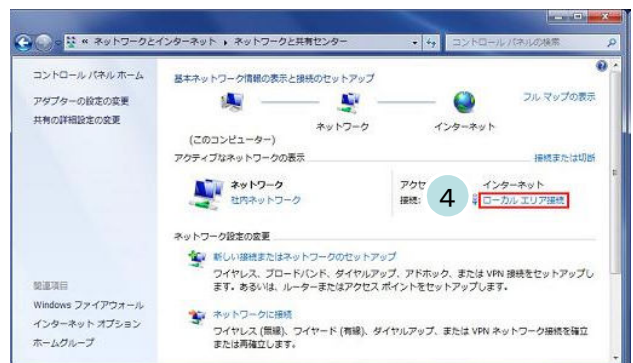 « ネットワークとインターネット ▸ ネットワークと共有センター
コントロール パネルの検索
コントロール パネル ホーム
アダプターの設定の変更
共有の詳細設定の変更
基本ネットワーク情報の表示と接続のセットアップ
フル マップの表示
ネットワーク
インターネット
(このコンピューター)
アクティブなネットワークの表示
接続または切断
ネットワーク
社内ネットワーク
アクセ
インターネット
接続:
4
ローカル エリア接続
ネットワーク設定の変更
新しい接続またはネットワークのセットアップ
ワイヤレス、ブロードバンド、ダイヤルアップ、アドホック、または VPN 接続をセットアップし
ます。あるいは、ルーターまたはアクセス ポイントをセットアップします。
ネットワークに接続
ワイヤレス (無線)、ワイヤード (有線)、ダイヤルアップ、または VPN ネットワーク接続を確立
または再確立します。
関連項目
Windows ファイアウォール
インターネット オプション
ホームグループ